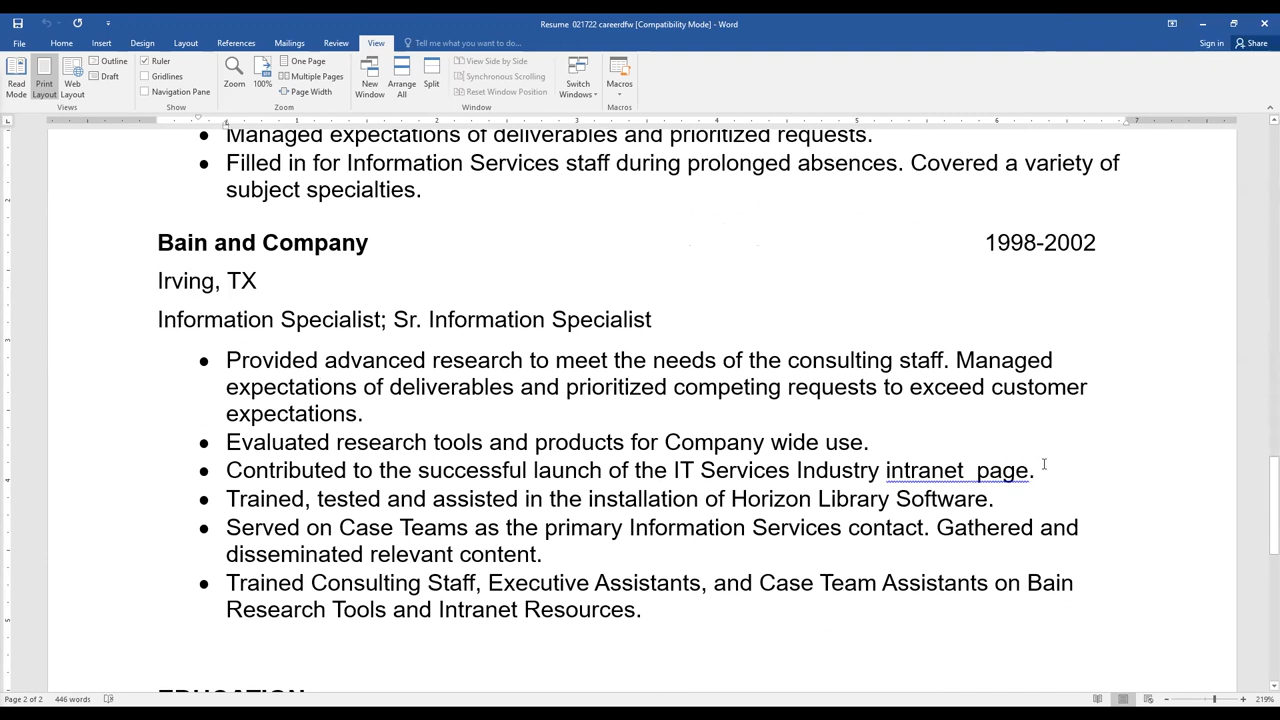 Resume 021722 careerdfw [Compatibility Mode] - Word
File Home Insert Design Layout References Mailings Review View Tell me what you want to do... Sign in Share
Read Mode
Print Layout
Web Layout
Outline
Draft
Views
Ruler
Gridlines
Navigation Pane
Show
Zoom
100%
One Page
Multiple Pages
Page Width
Zoom
New Window
Arrange All
Split
View Side by Side
Synchronous Scrolling
Reset Window Position
Window
Switch Windows
Macros
Macros
1 2 3 4 5 6 7
Managed expectations of deliverables and prioritized requests.
Filled in for Information Services staff during prolonged absences. Covered a variety of
subject specialties.
Bain and Company 1998-2002
Irving, TX
Information Specialist; Sr. Information Specialist
Provided advanced research to meet the needs of the consulting staff. Managed
expectations of deliverables and prioritized competing requests to exceed customer
expectations.
Evaluated research tools and products for Company wide use.
Contributed to the successful launch of the IT Services Industry intranet  page.
Trained, tested and assisted in the installation of Horizon Library Software.
Served on Case Teams as the primary Information Services contact. Gathered and
disseminated relevant content.
Trained Consulting Staff, Executive Assistants, and Case Team Assistants on Bain
Research Tools and Intranet Resources.
EDUCATION
Page 2 of 2 446 words 219%